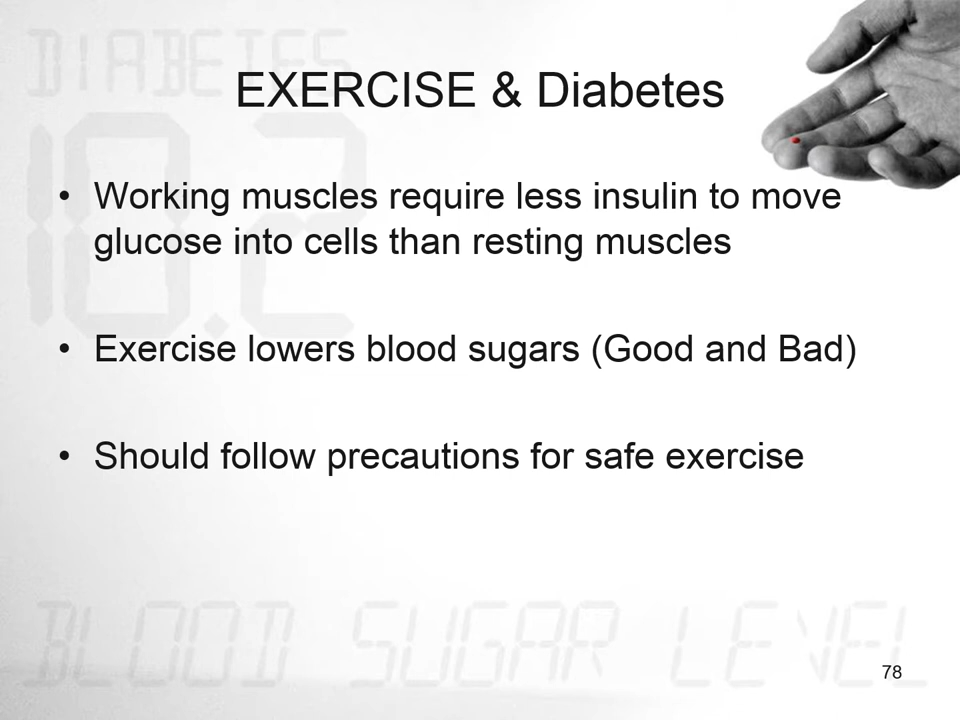 DIABETES
10.2
EXERCISE & Diabetes
• Working muscles require less insulin to move
glucose into cells than resting muscles
• Exercise lowers blood sugars (Good and Bad)
• Should follow precautions for safe exercise
BLOOD SUGAR LEVEL
78